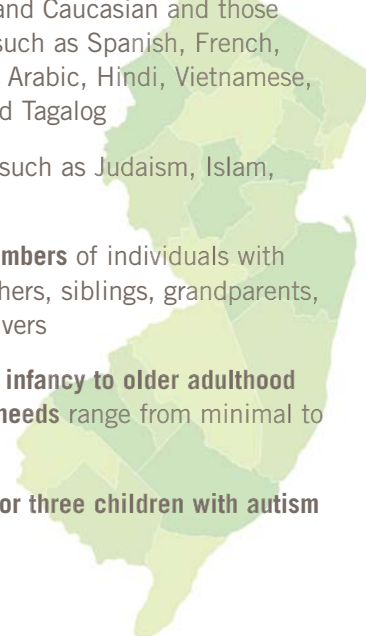 and Caucasian and those
such as Spanish, French,
Arabic, Hindi, Vietnamese,
d Tagalog
such as Judaism, Islam,
mbers of individuals with
hers, siblings, grandparents,
vers
infancy to older adulthood
needs range from minimal to
or three children with autism